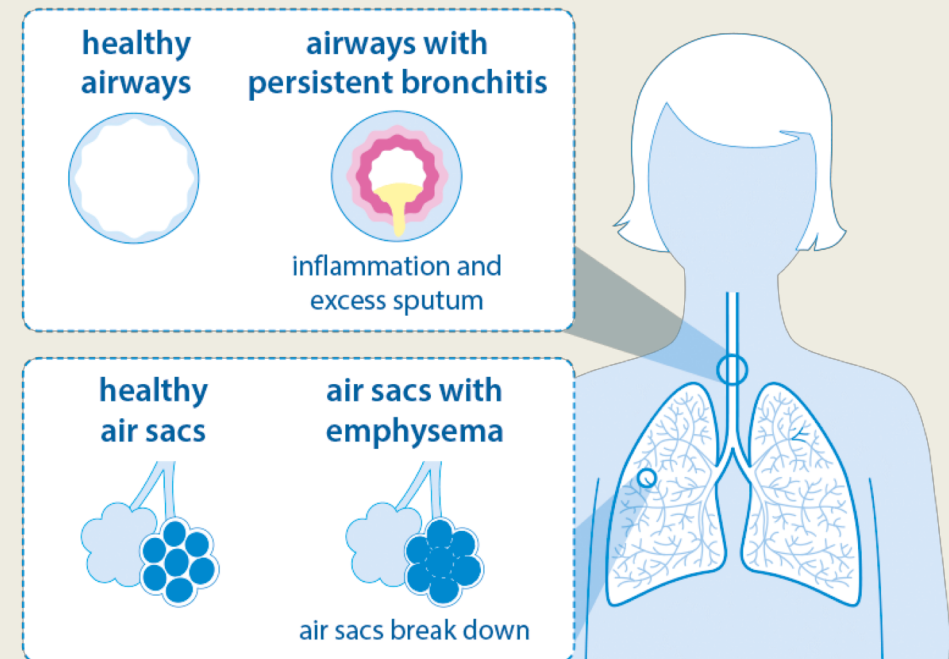 healthy
airways
airways with
persistent bronchitis
inflammation and
excess sputum
healthy
air sacs
air sacs with
emphysema
air sacs break down